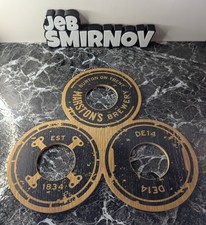 JeB
SMIRNOV
BURTON ON TRENT
MARSTON'S BREWERY
EST
1834
DE14
DE14